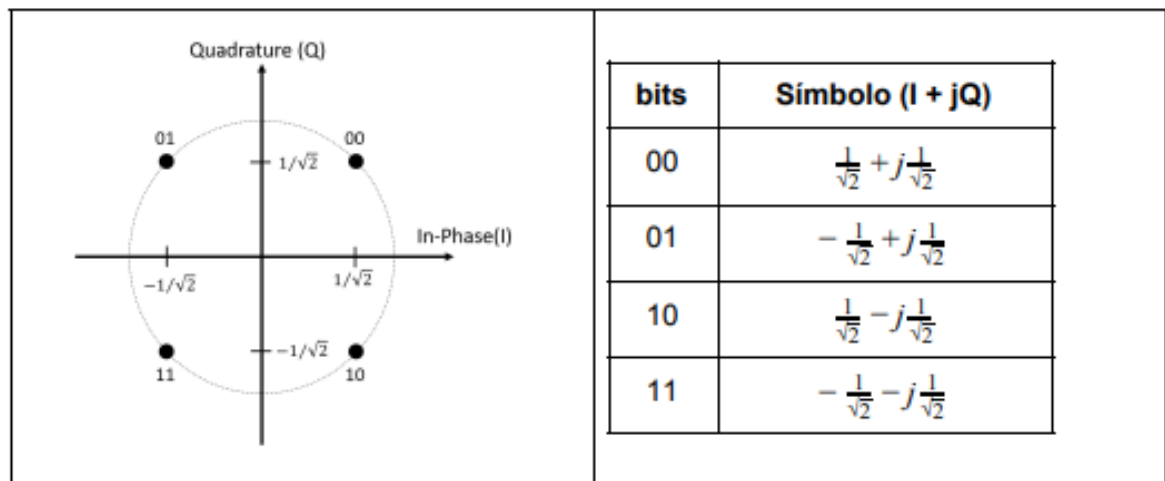 Quadrature (Q)
01
00
1/√2
In-Phase(I)
−1/√2
1/√2
−1/√2
11
10
bits Símbolo (I + jQ)
00 1/√2 + j 1/√2
01 − 1/√2 + j 1/√2
10 1/√2 − j 1/√2
11 − 1/√2 − j 1/√2